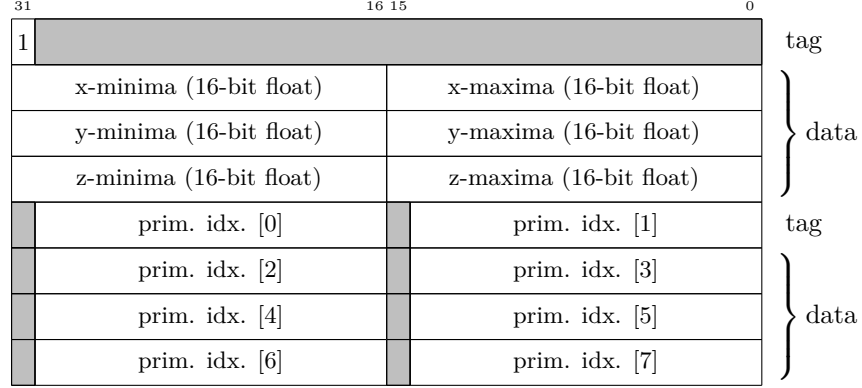 31 16 15 0
1 tag
x-minima (16-bit float) x-maxima (16-bit float)
y-minima (16-bit float) y-maxima (16-bit float) data
z-minima (16-bit float) z-maxima (16-bit float)
prim. idx. [0] prim. idx. [1] tag
prim. idx. [2] prim. idx. [3]
prim. idx. [4] prim. idx. [5] data
prim. idx. [6] prim. idx. [7]